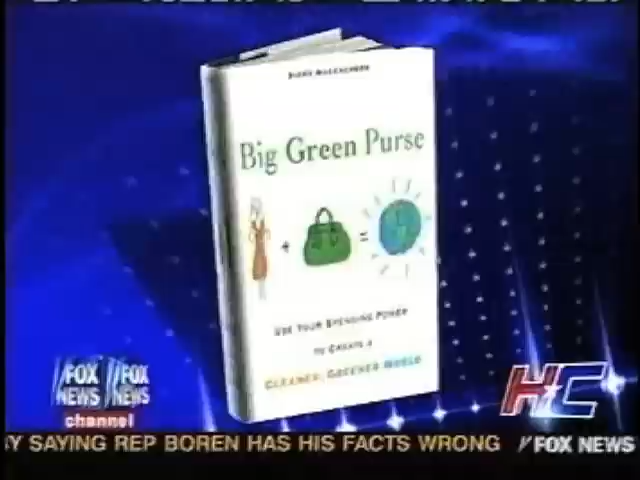 Big Green Purse
+
=
USE YOUR SPENDING POWER
TO CREATE A
CLEANER, GREENER WORLD
FOX NEWS
channel
FOX NEWS
HC
Y SAYING REP BOREN HAS HIS FACTS WRONG
FOX NEWS